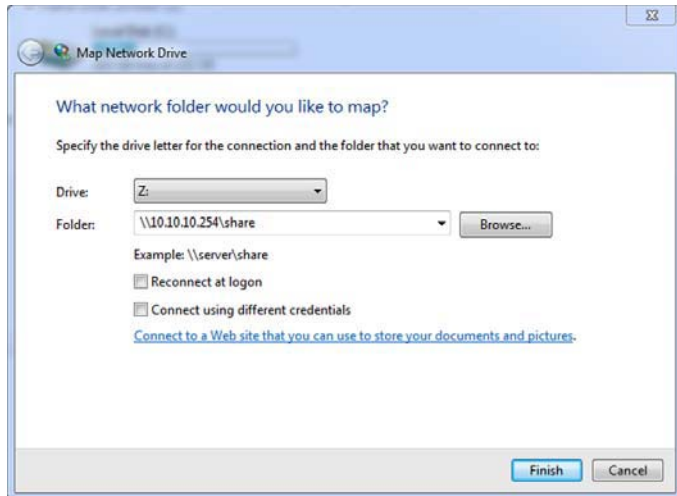 Map Network Drive
What network folder would you like to map?
Specify the drive letter for the connection and the folder that you want to connect to:
Drive: Z:
Folder: \\10.10.10.254\share Browse...
Example: \\server\share
Reconnect at logon
Connect using different credentials
Connect to a Web site that you can use to store your documents and pictures.
Finish Cancel